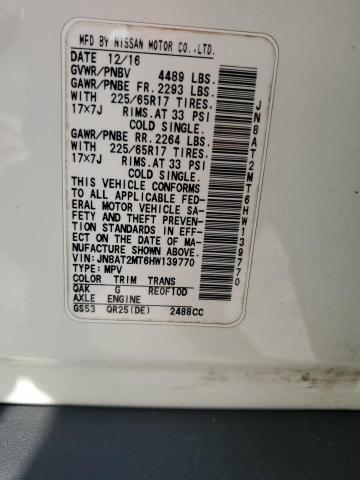 MFD BY NISSAN MOTOR CO.,LTD.
DATE 12/16
GVWR/PNBV 4489 LBS.
GAWR/PNBE FR. 2293 LBS.
WITH 225/65R17 TIRES,
17×7J RIMS.AT 33 PSI
COLD SINGLE.
GAWR/PNBE RR. 2264 LBS.
WITH 225/65R17 TIRES,
17×7J RIMS.AT 33 PSI
COLD SINGLE.
THIS VEHICLE CONFORMS
TO ALL APPLICABLE FED-
ERAL MOTOR VEHICLE SA-
FETY AND THEFT PREVEN-
TION STANDARDS IN EFF-
ECT ON THE DATE OF MA-
NUFACTURE SHOWN ABOVE.
VIN: JN8AT2MT6HW139770
TYPE: MPV
COLOR TRIM TRANS
QAK G RE0F10D
AXLE ENGINE
GS53 QR25(DE) 2488CC
JN8AT2MT6HW139770